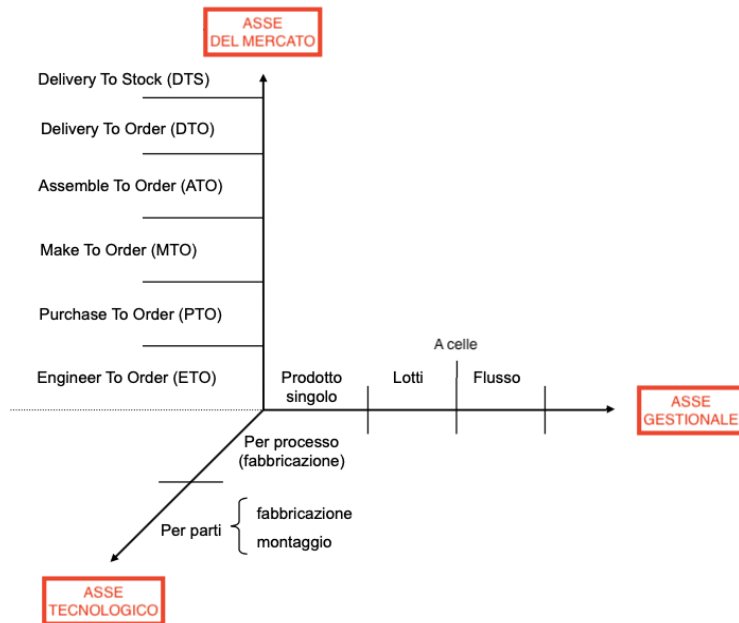 ASSE
DEL MERCATO
Delivery To Stock (DTS)
Delivery To Order (DTO)
Assemble To Order (ATO)
Make To Order (MTO)
Purchase To Order (PTO)
Engineer To Order (ETO)
A celle
Prodotto
singolo
Lotti
Flusso
ASSE
GESTIONALE
Per processo
(fabbricazione)
Per parti
fabbricazione
montaggio
ASSE
TECNOLOGICO